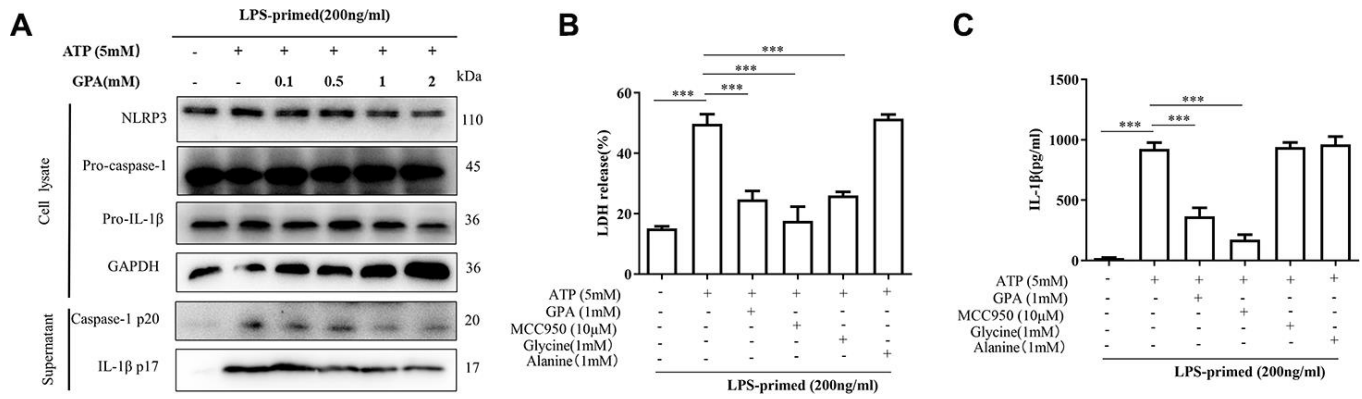 A
LPS-primed(200ng/ml)
ATP (5mM) - + + + + +
GPA(mM) - - 0.1 0.5 1 2 kDa
Cell lysate
NLRP3 110
Pro-caspase-1 45
Pro-IL-1β 36
GAPDH 36
Supernatant
Caspase-1 p20 20
IL-1β p17 17
B
***
***
*** ***
LDH release(%)
60
40
20
0
ATP (5mM) - + + + + +
GPA (1mM) +
MCC950 (10μM) +
Glycine(1mM) +
Alanine(1mM) +
LPS-primed (200ng/ml)
C
***
*** ***
IL-1β(pg/ml)
1500
1000
500
0
ATP (5mM) - + + + + +
GPA (1mM) +
MCC950 (10μM) +
Glycine(1mM) +
Alanine(1mM) +
LPS-primed (200ng/ml)